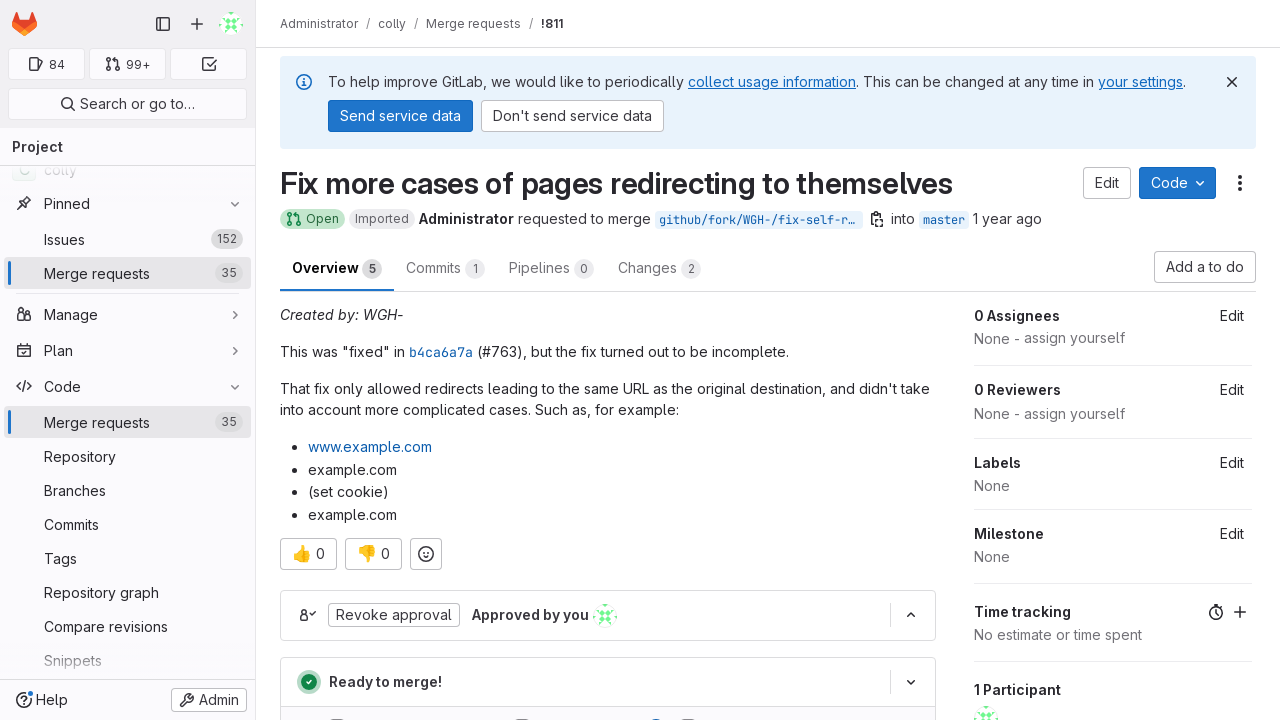 Administrator / colly / Merge requests / !811
84
99+
Search or go to…
Project
colly
Pinned
Issues 152
Merge requests 35
Manage
Plan
Code
Merge requests 35
Repository
Branches
Commits
Tags
Repository graph
Compare revisions
Snippets
Help
Admin
To help improve GitLab, we would like to periodically collect usage information. This can be changed at any time in your settings.
Send service data
Don't send service data
Fix more cases of pages redirecting to themselves
Edit
Code
Open Imported Administrator requested to merge github/fork/WGH-/fix-self-r… into master 1 year ago
Overview 5
Commits 1
Pipelines 0
Changes 2
Add a to do
Created by: WGH-
This was "fixed" in b4ca6a7a (#763), but the fix turned out to be incomplete.
That fix only allowed redirects leading to the same URL as the original destination, and didn't take
into account more complicated cases. Such as, for example:
www.example.com
example.com
(set cookie)
example.com
👍 0
👎 0
Revoke approval Approved by you
Ready to merge!
0 Assignees Edit
None - assign yourself
0 Reviewers Edit
None - assign yourself
Labels Edit
None
Milestone Edit
None
Time tracking
No estimate or time spent
1 Participant